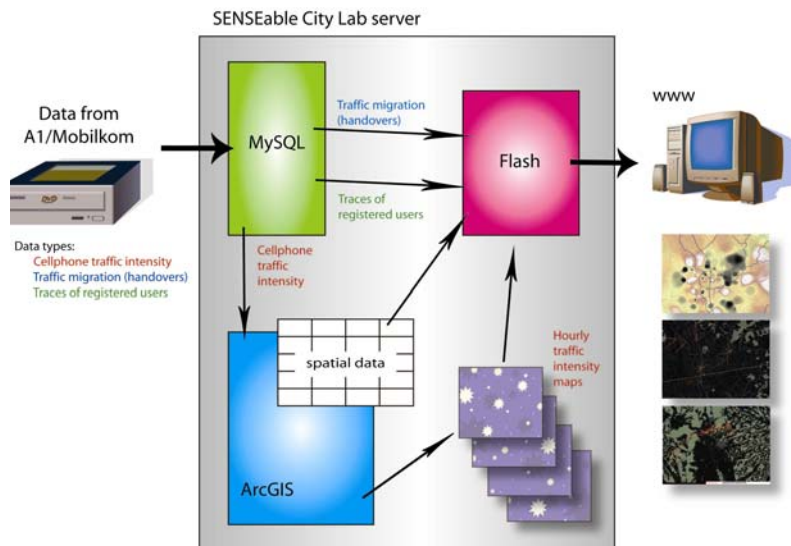 SENSEable City Lab server
Data from
A1/Mobilkom
Data types:
Cellphone traffic intensity
Traffic migration (handovers)
Traces of registered users
MySQL
Traffic migration
(handovers)
Traces of
registered users
Cellphone
traffic
intensity
Flash
www
spatial data
ArcGIS
Hourly
traffic
intensity
maps